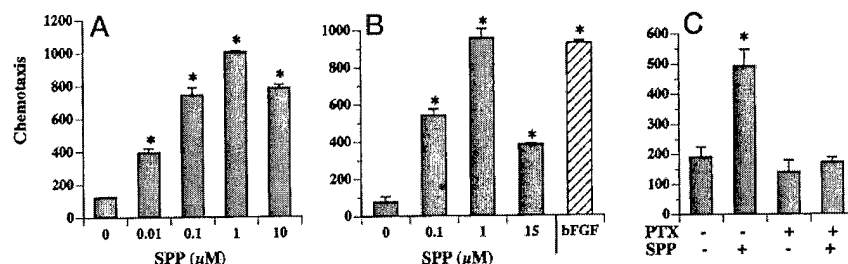 A
B
C
Chemotaxis
1200
1000
800
600
400
200
0
* * * *
0 0.01 0.1 1 10
SPP (µM)
1000
800
600
400
200
0
* * * *
0 0.1 1 15 bFGF
SPP (µM)
600
500
400
300
200
100
0
*
PTX - - + +
SPP - + - +